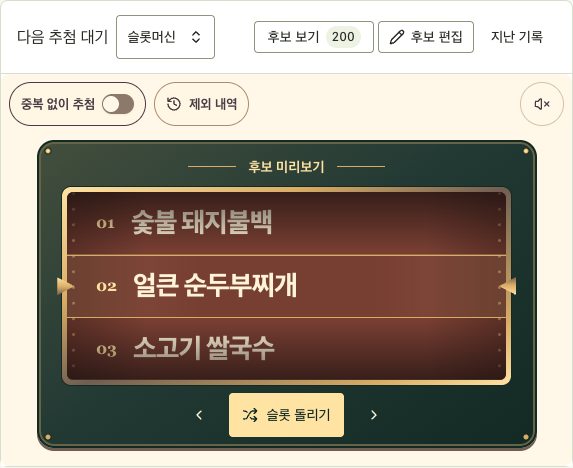 다음 추첨 대기
슬롯머신
후보 보기 200
후보 편집
지난 기록
중복 없이 추첨
제외 내역
후보 미리보기
01 숯불 돼지불백
02 얼큰 순두부찌개
03 소고기 쌀국수
슬롯 돌리기